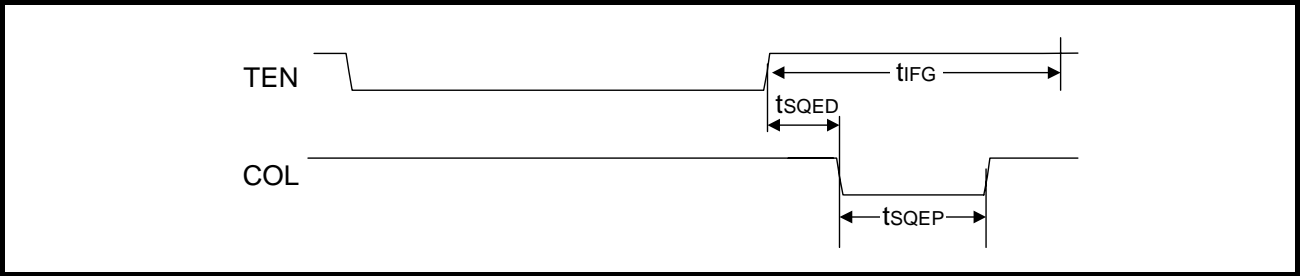 TEN
tIFG
tSQED
COL
tSQEP